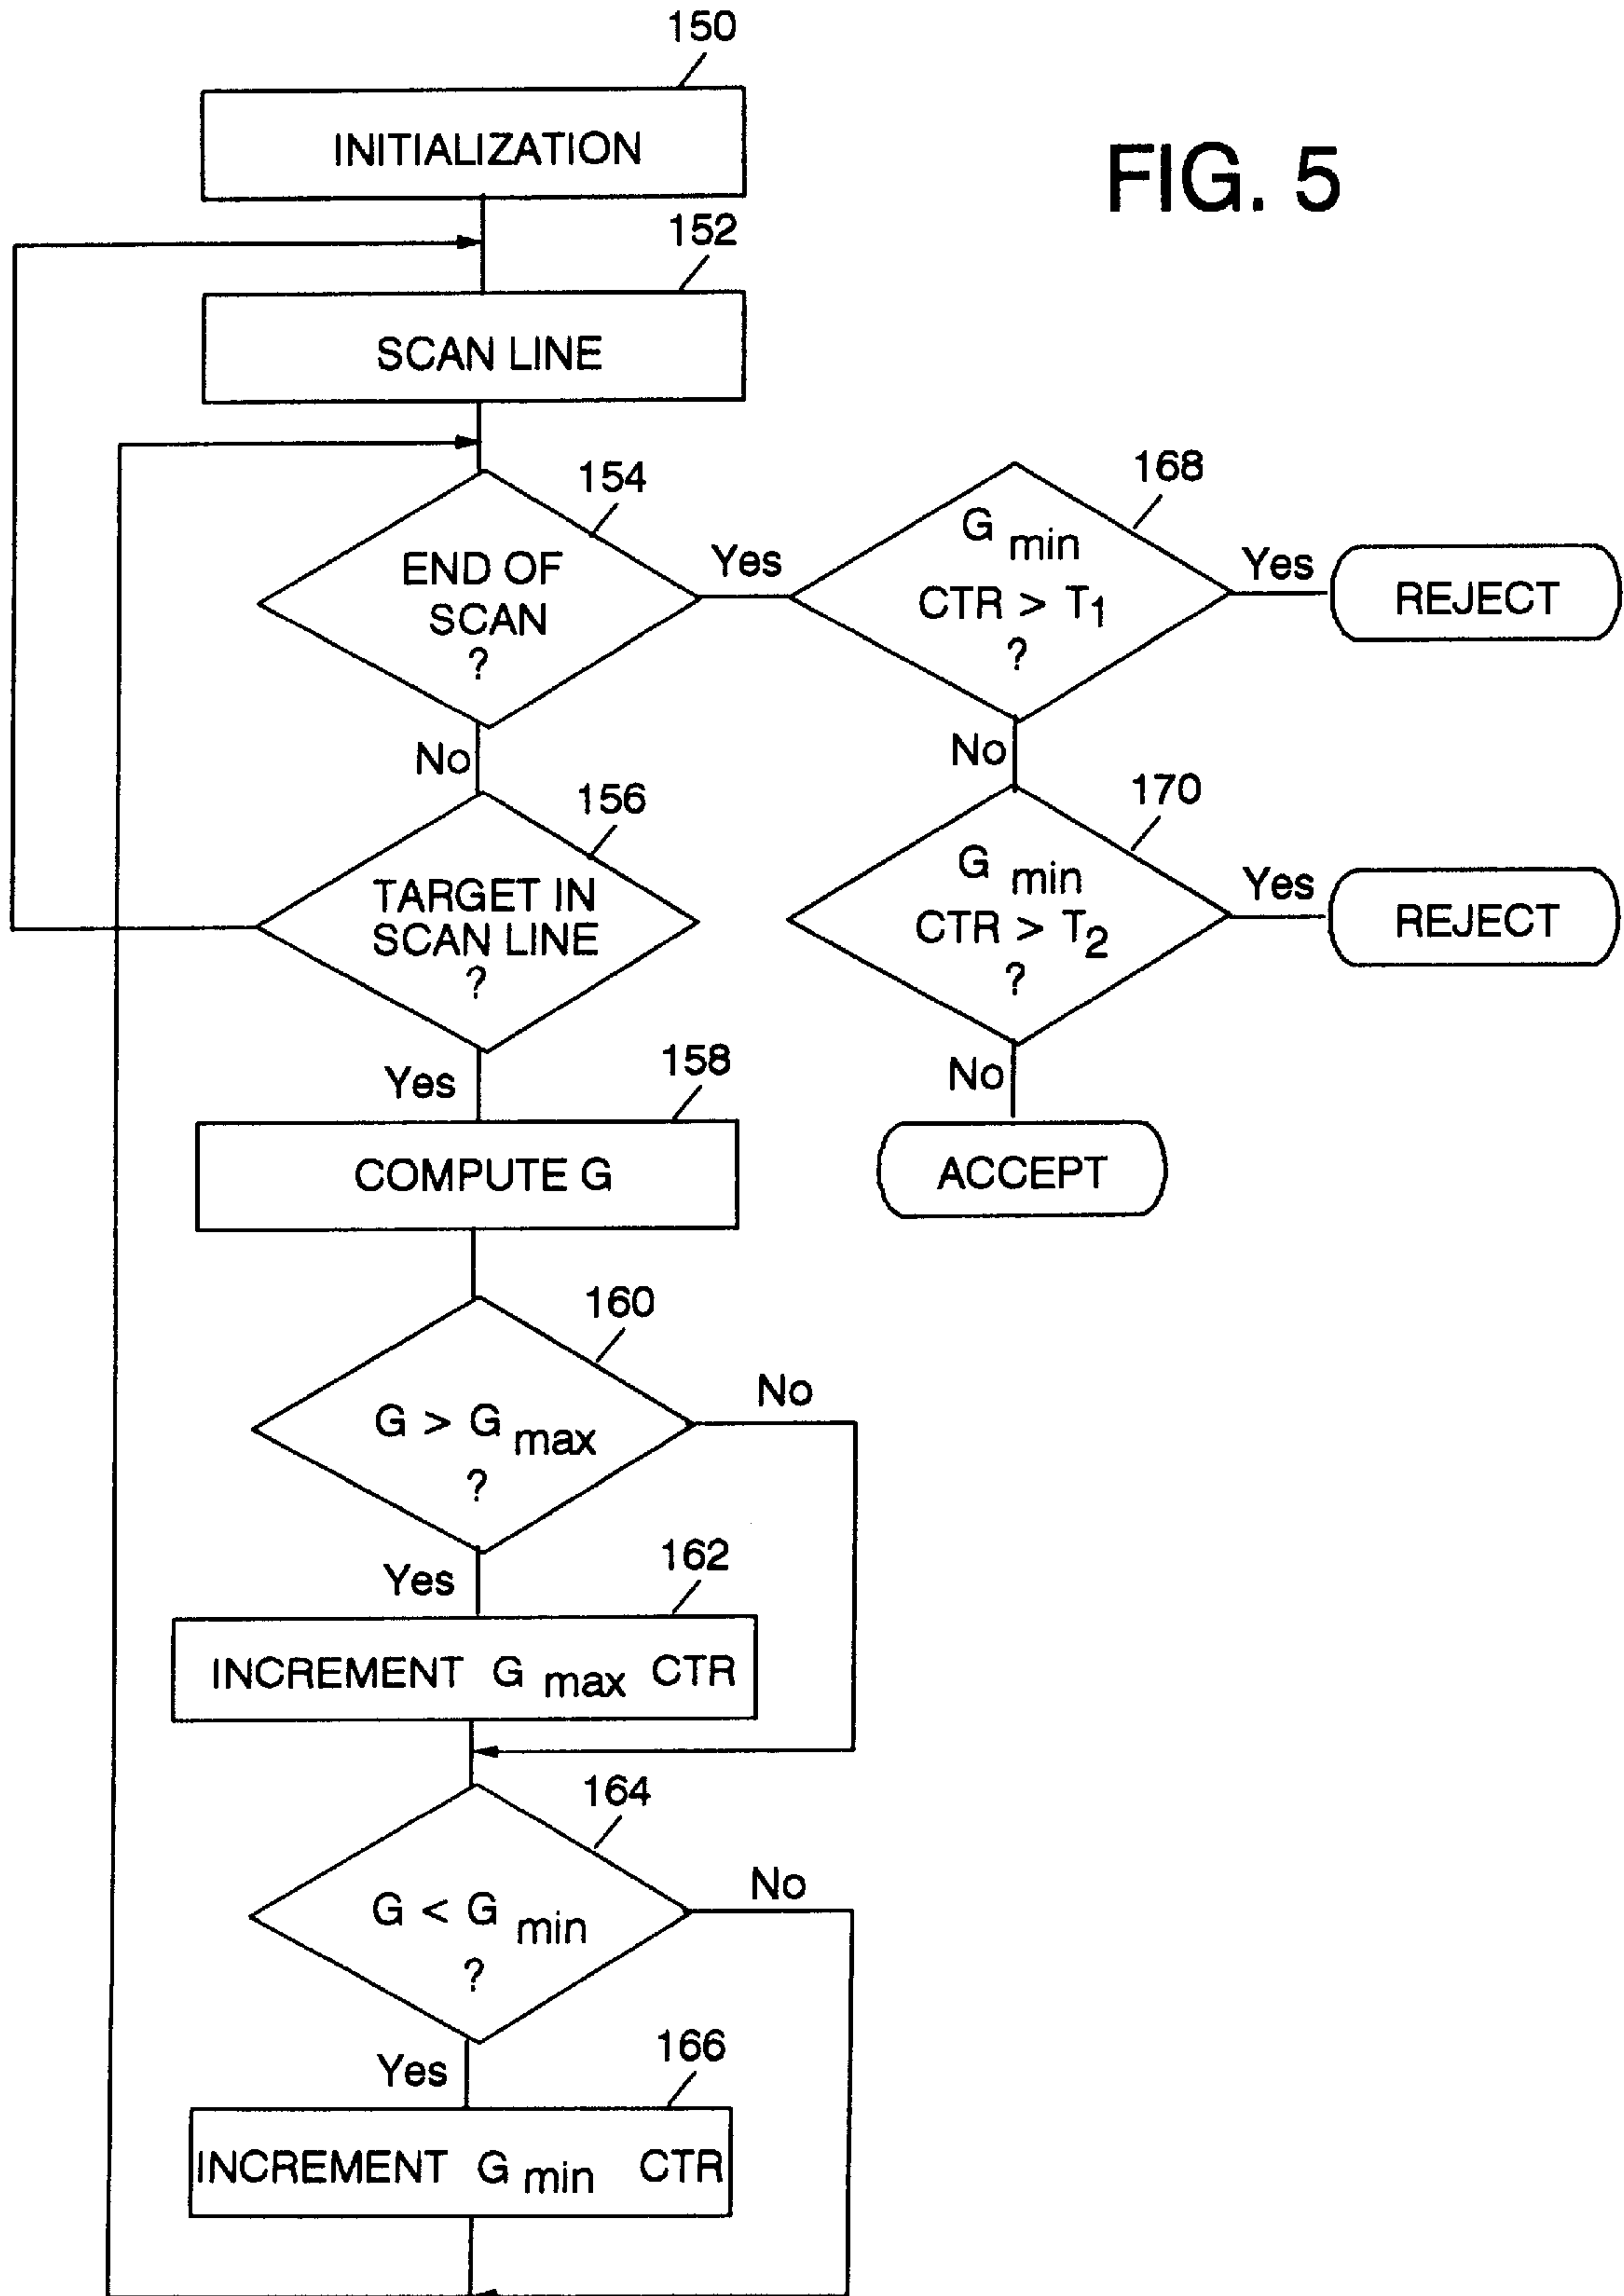 150
INITIALIZATION
FIG. 5
152
SCAN LINE
154
END OF
SCAN
?
Yes
168
G min
CTR > T1
?
Yes
REJECT
No
No
156
TARGET IN
SCAN LINE
?
170
G min
CTR > T2
?
Yes
REJECT
Yes
No
158
COMPUTE G
ACCEPT
160
G > G max
?
No
Yes
162
INCREMENT G max CTR
164
G < G min
?
No
Yes
166
INCREMENT G min CTR